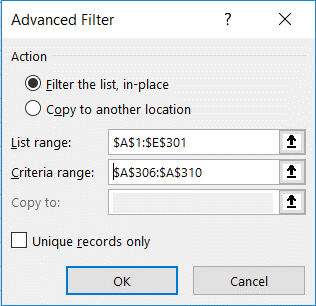 Advanced Filter ? ×
Action
Filter the list, in-place
Copy to another location
List range: $A$1:$E$301
Criteria range: $A$306:$A$310
Copy to:
Unique records only
OK Cancel